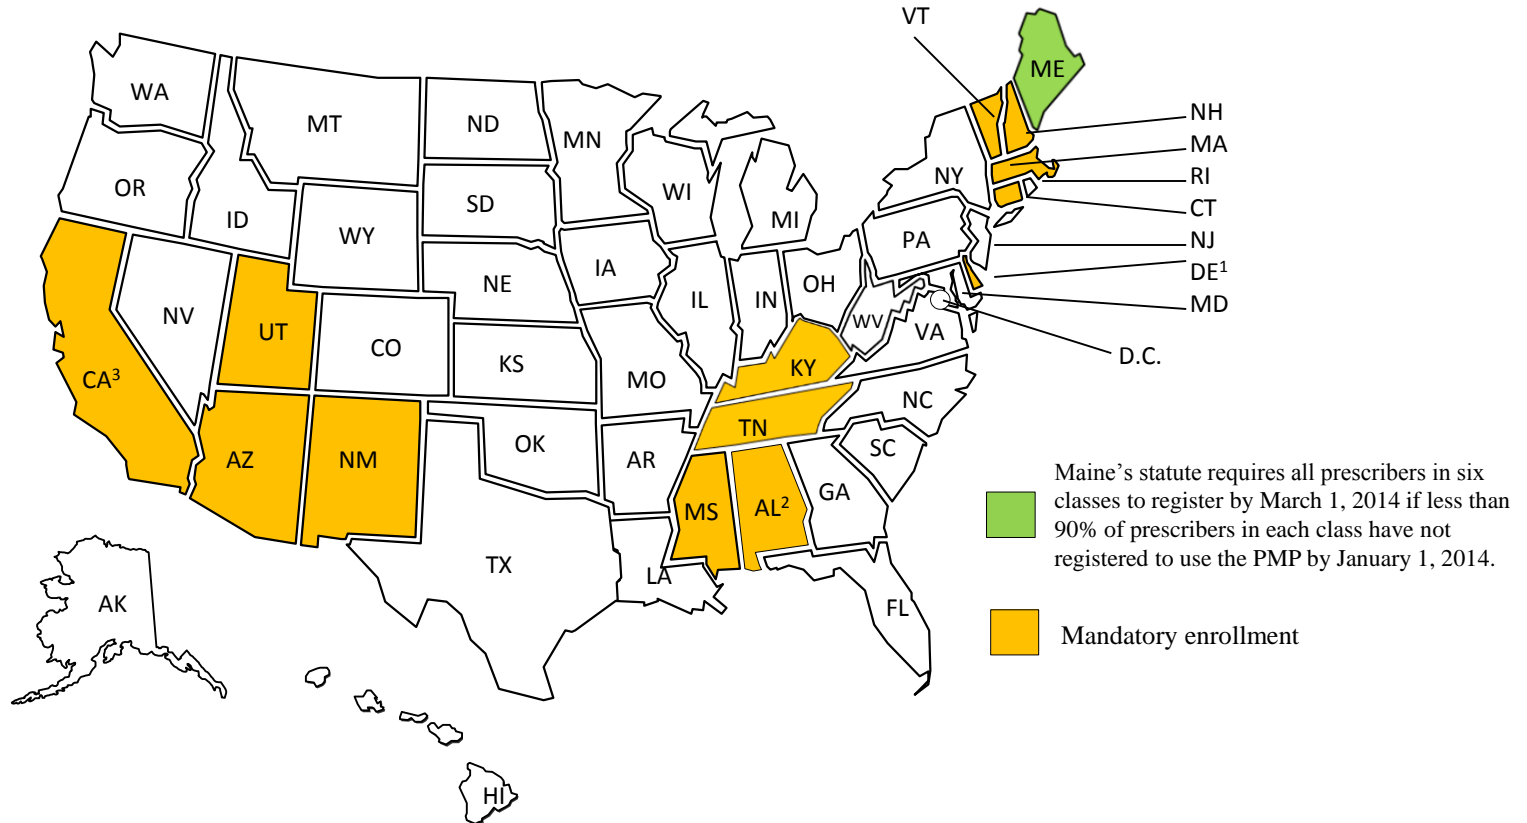 VT
ME
WA
MT
ND
MN
NH
MA
OR
ID
SD
WI
MI
NY
RI
CT
WY
PA
NJ
IA
NE
DE¹
OH
IL
IN
MD
NV
UT
WV
VA
CO
KS
D.C.
CA³
MO
KY
NC
TN
OK
AZ
NM
AR
SC
MS
AL²
GA
Maine’s statute requires all prescribers in six
classes to register by March 1, 2014 if less than
90% of prescribers in each class have not
registered to use the PMP by January 1, 2014.
TX
LA
AK
FL
Mandatory enrollment
HI